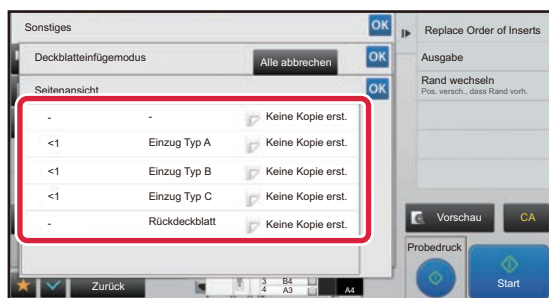 Sonstiges
OK
Deckblatteinfügemodus
Alle abbrechen
OK
Seitenansicht
OK
- - Keine Kopie erst.
<1 Einzug Typ A Keine Kopie erst.
<1 Einzug Typ B Keine Kopie erst.
<1 Einzug Typ C Keine Kopie erst.
- Rückdeckblatt Keine Kopie erst.
Zurück
3 B4
4 A3
A4
Replace Order of Inserts
Ausgabe
Rand wechseln
Pos. versch., dass Rand vorh.
Vorschau
CA
Probedruck
Start